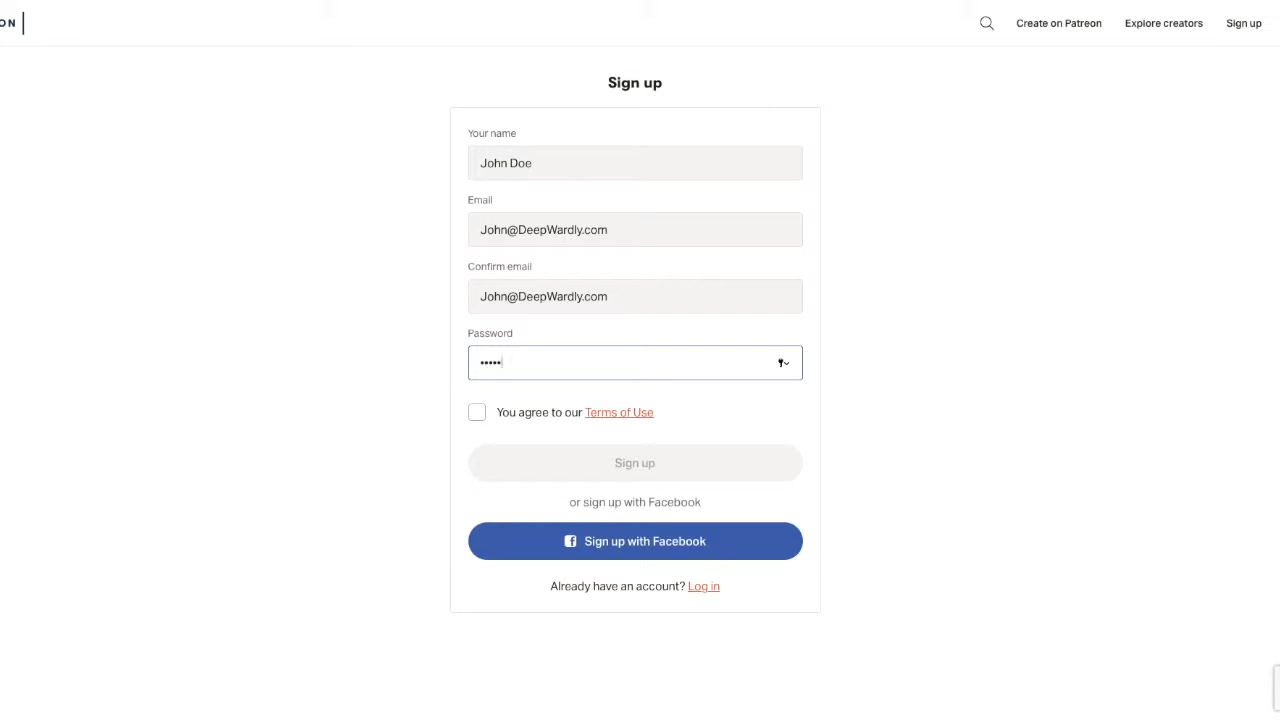 ON
Create on Patreon
Explore creators
Sign up
Sign up
Your name
John Doe
Email
John@DeepWardly.com
Confirm email
John@DeepWardly.com
Password
•••••
You agree to our Terms of Use
Sign up
or sign up with Facebook
Sign up with Facebook
Already have an account? Log in